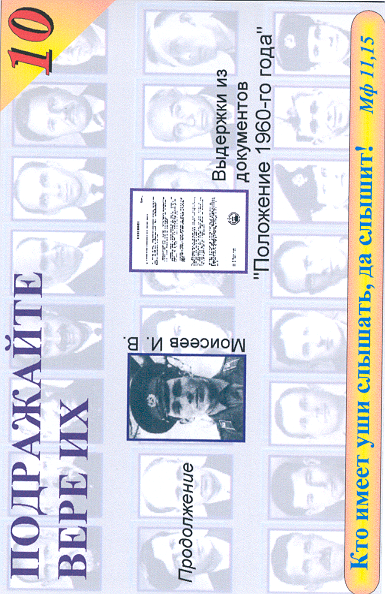 10
ПОДРАЖАЙТЕ
ВЕРЕ ИХ
Продолжение
Моисеев И. В.
Выдержки из
документов
"Положение 1960-го года"
Кто имеет уши слышать, да слышит! Мф 11,15